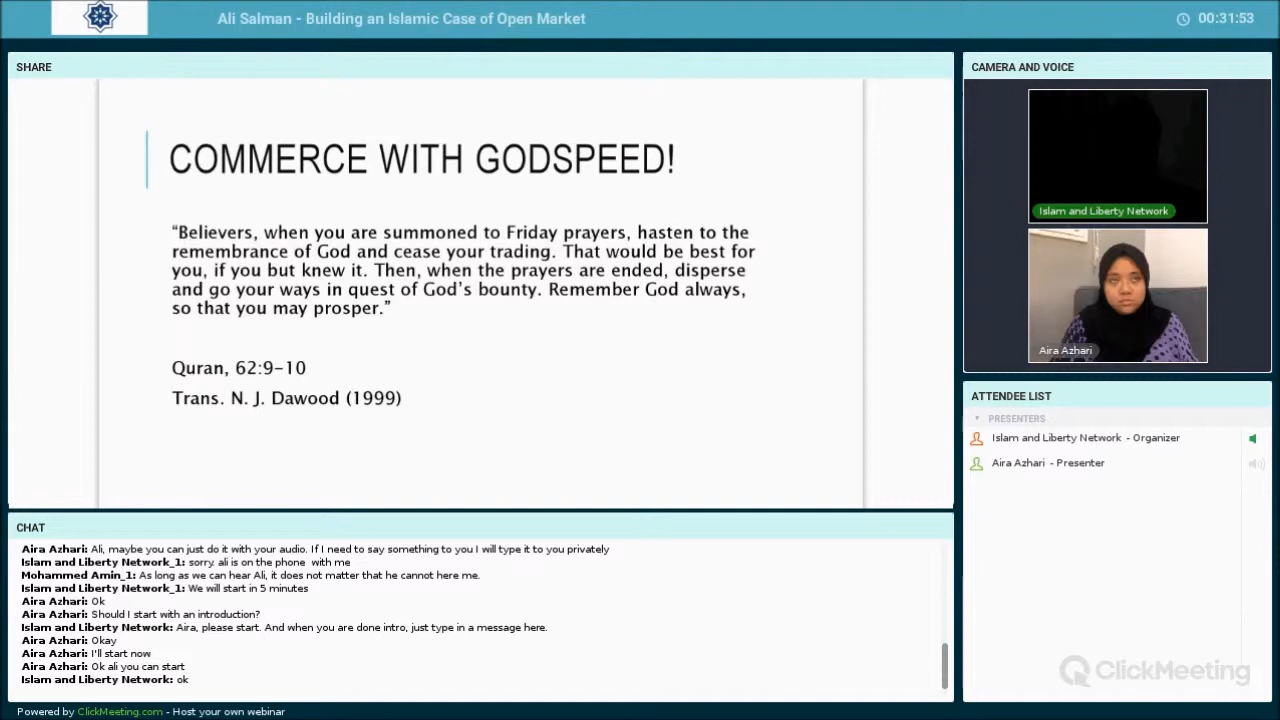 Ali Salman - Building an Islamic Case of Open Market
00:31:53
SHARE
COMMERCE WITH GODSPEED!
“Believers, when you are summoned to Friday prayers, hasten to the
remembrance of God and cease your trading. That would be best for
you, if you but knew it. Then, when the prayers are ended, disperse
and go your ways in quest of God’s bounty. Remember God always,
so that you may prosper.”
Quran, 62:9-10
Trans. N. J. Dawood (1999)
CAMERA AND VOICE
Islam and Liberty Network
Aira Azhari
ATTENDEE LIST
PRESENTERS
Islam and Liberty Network - Organizer
Aira Azhari - Presenter
CHAT
Aira Azhari: Ali, maybe you can just do it with your audio. If I need to say something to you I will type it to you privately
Islam and Liberty Network_1: sorry. ali is on the phone with me
Mohammed Amin_1: As long as we can hear Ali, it does not matter that he cannot here me.
Islam and Liberty Network_1: We will start in 5 minutes
Aira Azhari: Ok
Aira Azhari: Should I start with an introduction?
Islam and Liberty Network: Aira, please start. And when you are done intro, just type in a message here.
Aira Azhari: Okay
Aira Azhari: I'll start now
Aira Azhari: Ok ali you can start
Islam and Liberty Network: ok
ClickMeeting
Powered by ClickMeeting.com - Host your own webinar